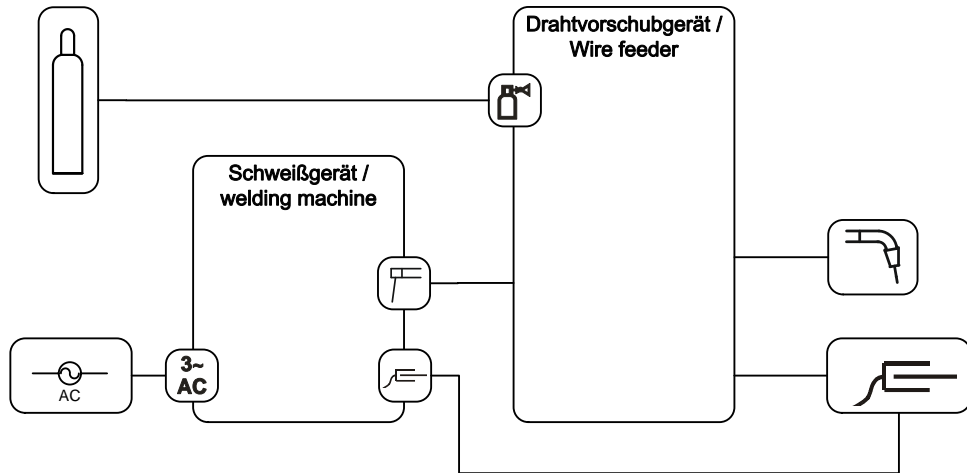 Drahtvorschubgerät /
Wire feeder
Schweißgerät /
welding machine
3~
AC
AC